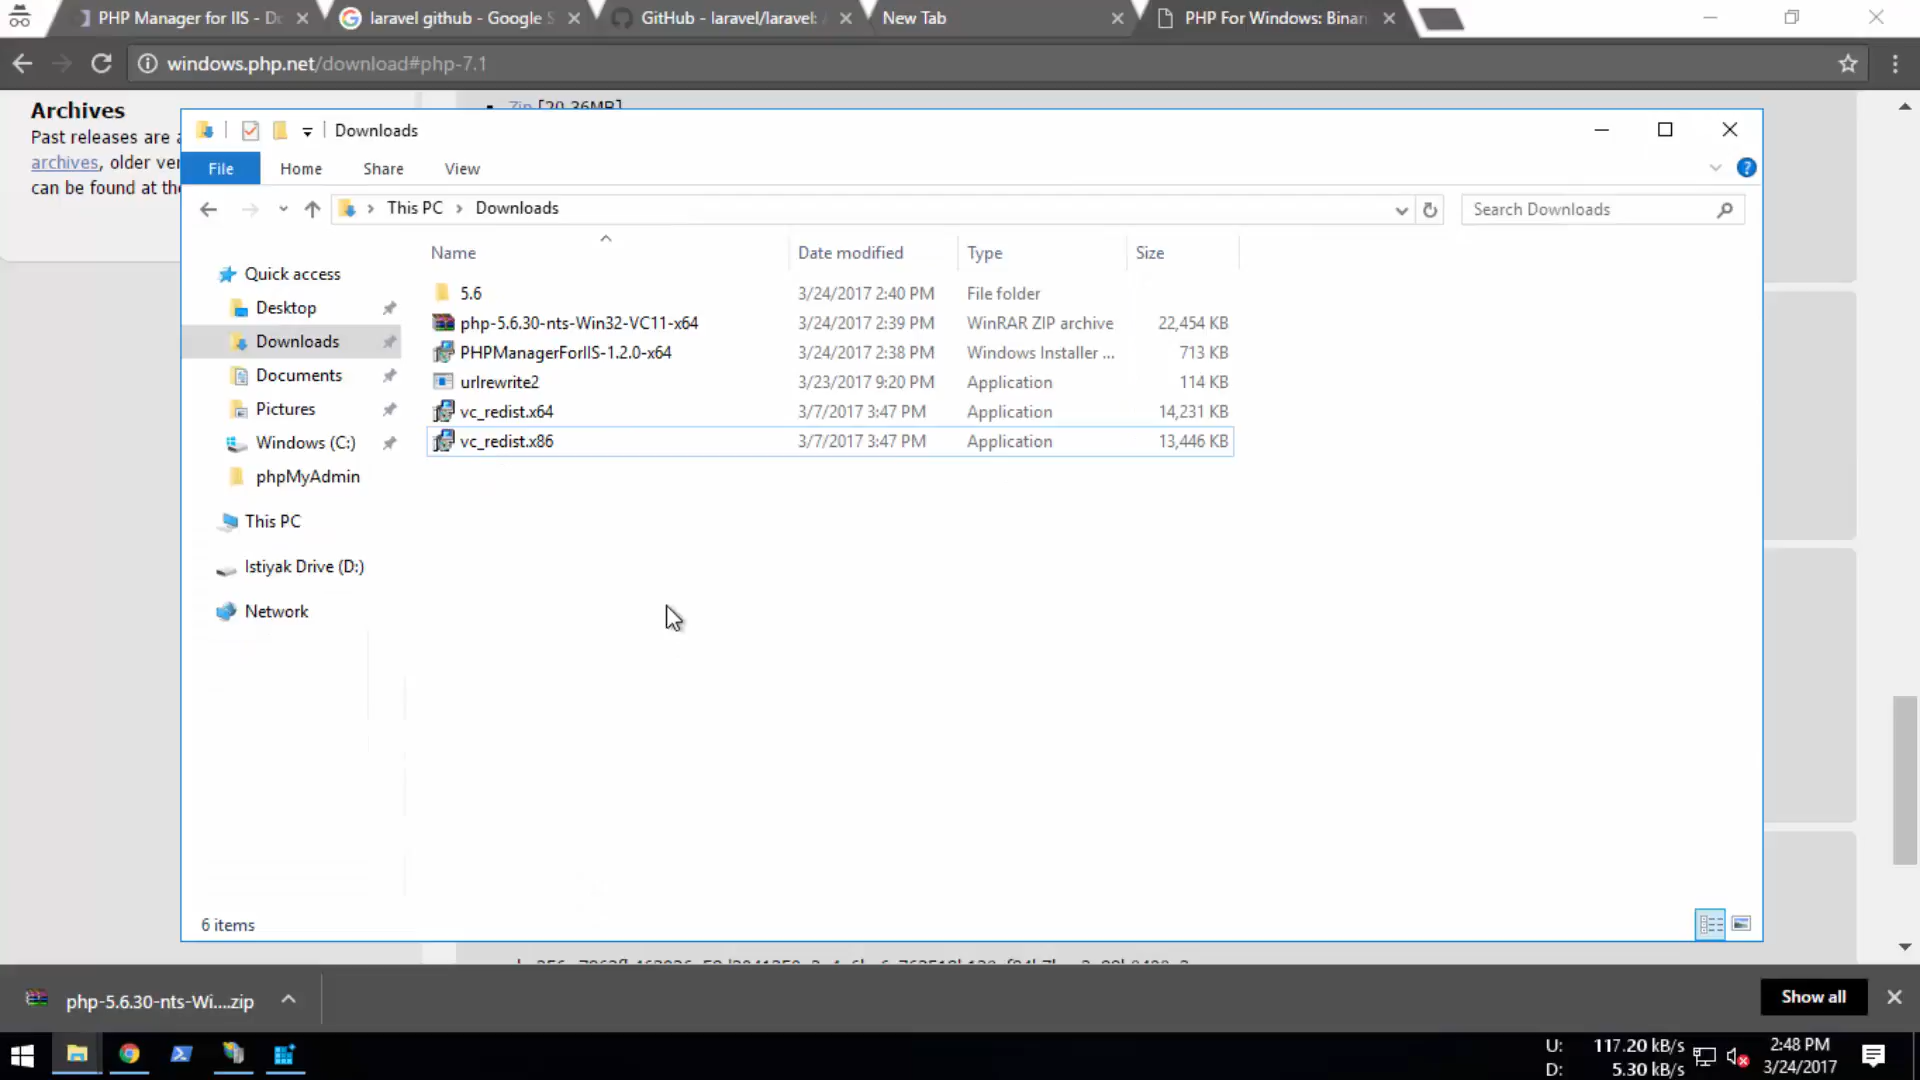 PHP Manager for IIS - D
laravel github - Google S
GitHub - laravel/laravel:
New Tab
PHP For Windows: Binar
windows.php.net/download#php-7.1
Archives
Past releases are a
archives, older ver
can be found at the
Zip [20.36MB]
Downloads
File
Home
Share
View
This PC
Downloads
Search Downloads
Name
Date modified
Type
Size
Quick access
Desktop
Downloads
Documents
Pictures
Windows (C:)
phpMyAdmin
This PC
Istiyak Drive (D:)
Network
5.6 3/24/2017 2:40 PM File folder
php-5.6.30-nts-Win32-VC11-x64 3/24/2017 2:39 PM WinRAR ZIP archive 22,454 KB
PHPManagerForIIS-1.2.0-x64 3/24/2017 2:38 PM Windows Installer ... 713 KB
urlrewrite2 3/23/2017 9:20 PM Application 114 KB
vc_redist.x64 3/7/2017 3:47 PM Application 14,231 KB
vc_redist.x86 3/7/2017 3:47 PM Application 13,446 KB
6 items
php-5.6.30-nts-Wi....zip
Show all
U: 117.20 kB/s
D: 5.30 kB/s
2:48 PM
3/24/2017